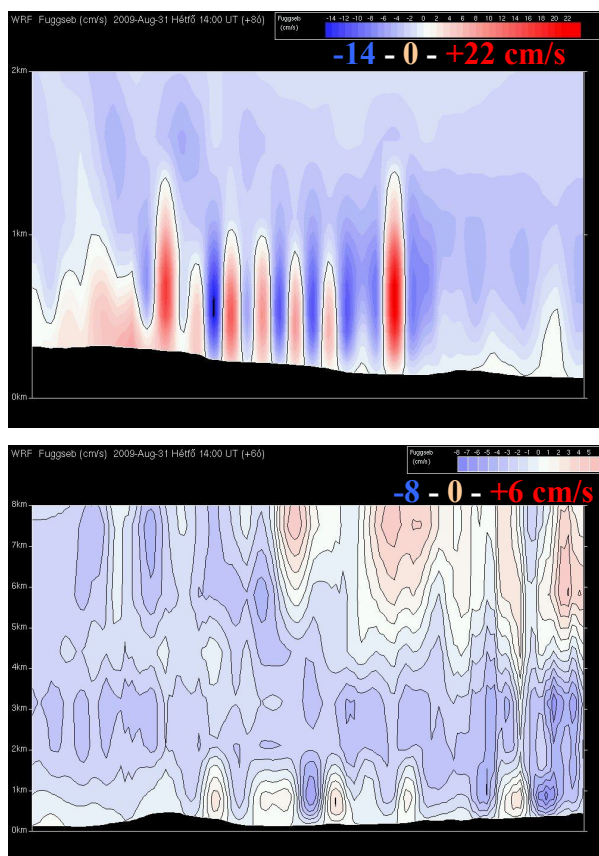 WRF Fuggseb (cm/s) 2009-Aug-31 Hétfő 14:00 UT (+8ó)
Fuggseb -14 -12 -10 -8 -6 -4 -2 0 2 4 6 8 10 12 14 16 18 20 22
(cm/s)
-14 - 0 - +22 cm/s
2km
1km
0km
WRF Fuggseb (cm/s) 2009-Aug-31 Hétfő 14:00 UT (+6ó)
Fuggseb -8 -7 -6 -5 -4 -3 -2 -1 0 1 2 3 4 5
(cm/s)
-8 - 0 - +6 cm/s
8km
7km
6km
5km
4km
3km
2km
1km
0km